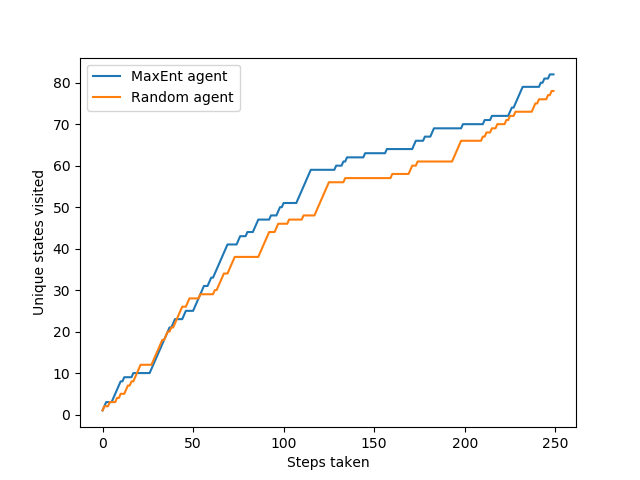 MaxEnt agent
Random agent
80
70
60
50
40
30
20
10
0
Unique states visited
0 50 100 150 200 250
Steps taken